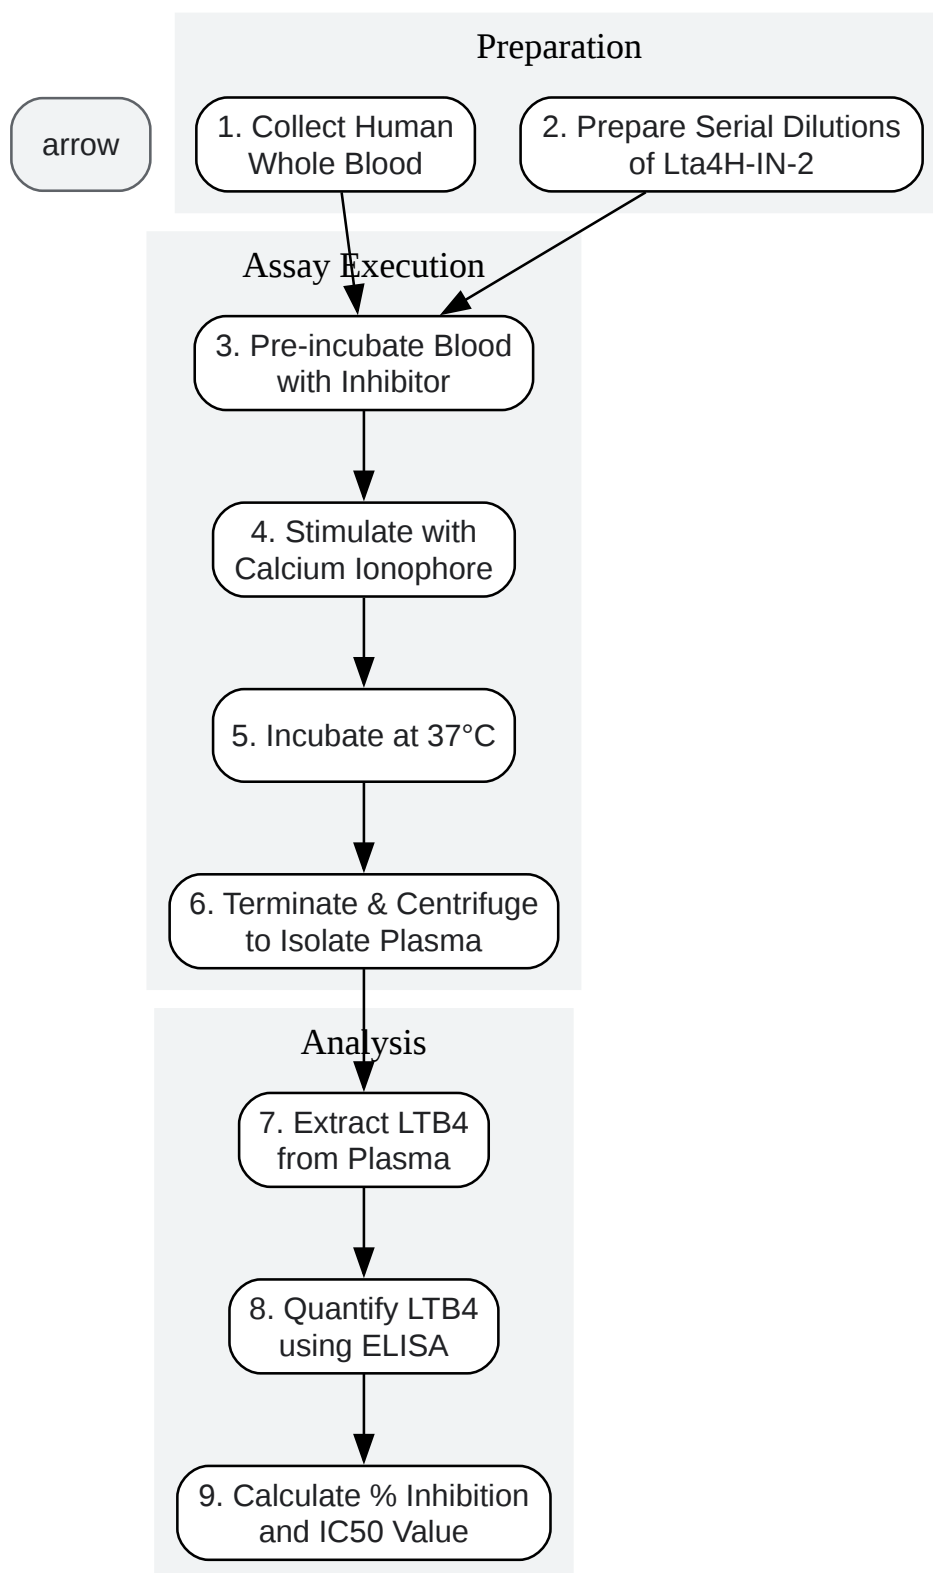 Preparation
arrow
1. Collect Human
Whole Blood
2. Prepare Serial Dilutions
of Lta4H-IN-2
Assay Execution
3. Pre-incubate Blood
with Inhibitor
4. Stimulate with
Calcium Ionophore
5. Incubate at 37°C
6. Terminate & Centrifuge
to Isolate Plasma
Analysis
7. Extract LTB4
from Plasma
8. Quantify LTB4
using ELISA
9. Calculate % Inhibition
and IC50 Value